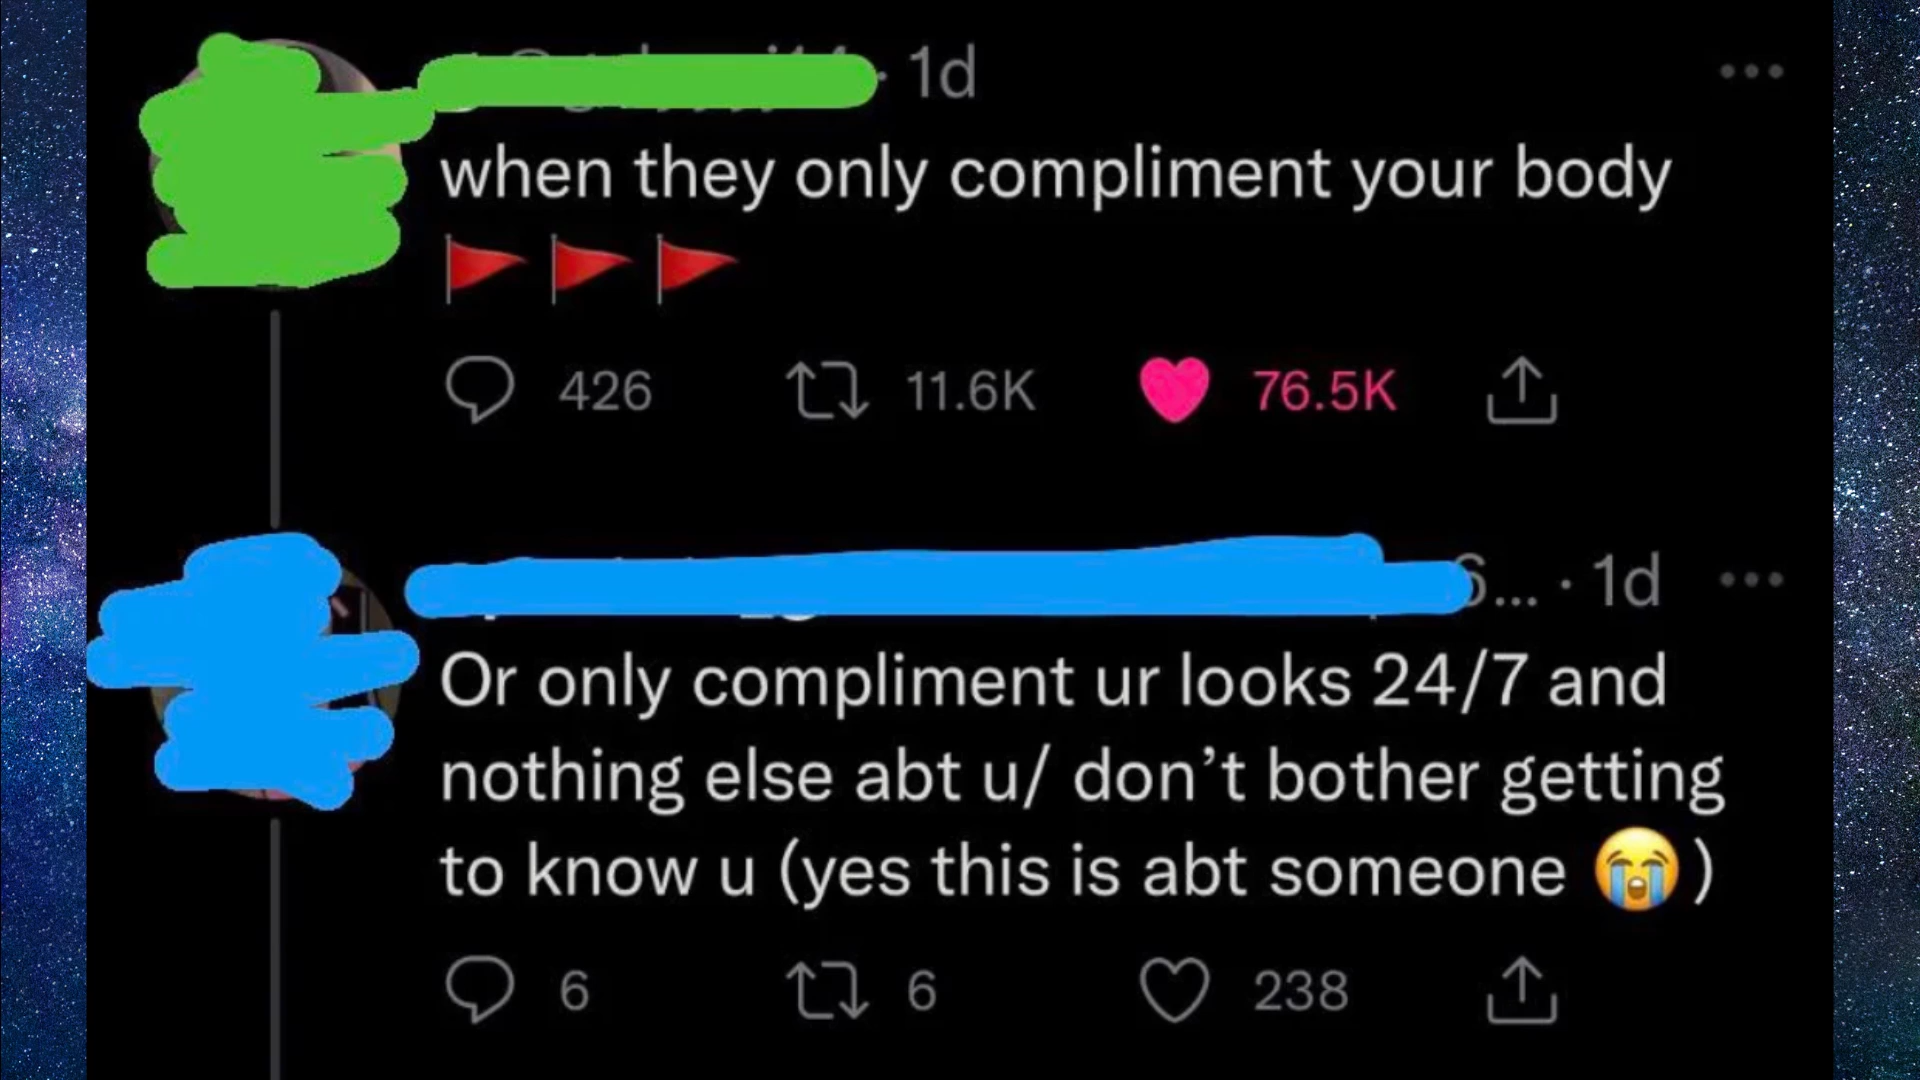 · 1d
when they only compliment your body
🚩🚩🚩
426 11.6K 76.5K
6... · 1d
Or only compliment ur looks 24/7 and
nothing else abt u/ don’t bother getting
to know u (yes this is abt someone 😭)
6 6 238